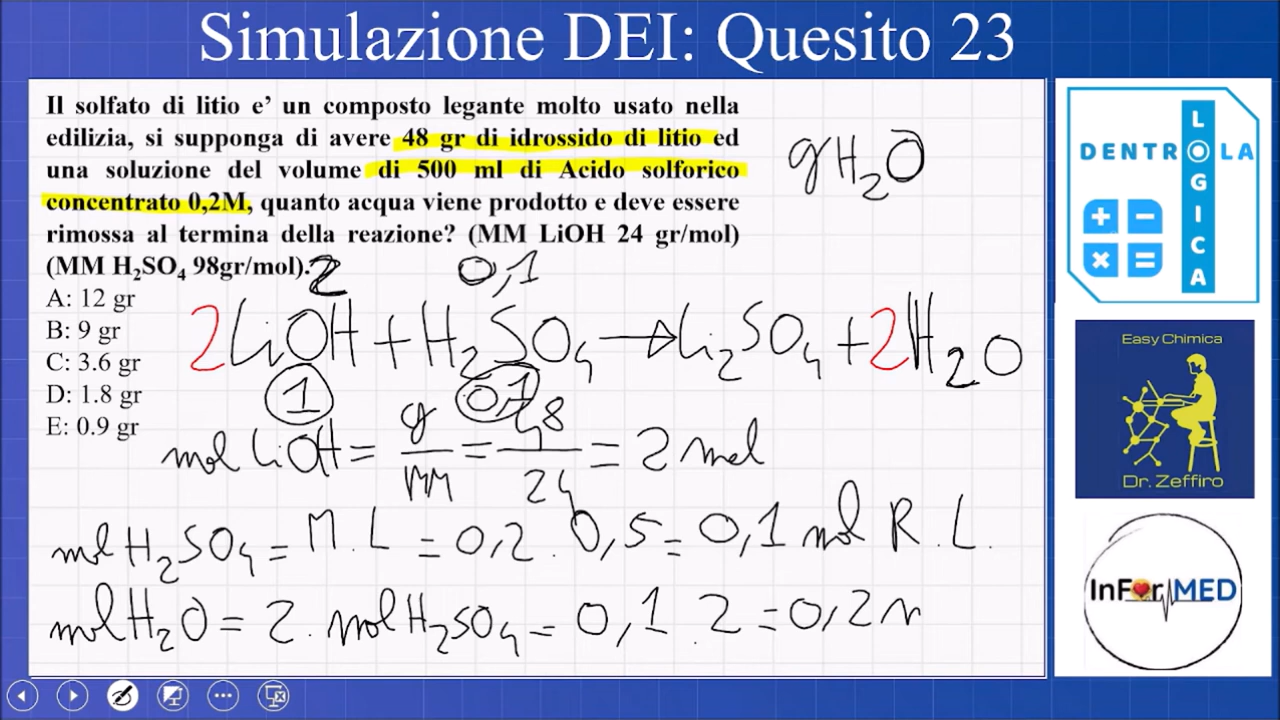 Simulazione DEI: Quesito 23
Il solfato di litio e’ un composto legante molto usato nella
edilizia, si supponga di avere 48 gr di idrossido di litio ed
una soluzione del volume di 500 ml di Acido solforico
concentrato 0,2M, quanto acqua viene prodotto e deve essere
rimossa al termina della reazione? (MM LiOH 24 gr/mol)
(MM H₂SO₄ 98gr/mol).
A: 12 gr
B: 9 gr
C: 3.6 gr
D: 1.8 gr
E: 0.9 gr
gH₂O
2 0,1
2LiOH + H₂SO₄ → Li₂SO₄ + 2H₂O
1 0,1
mol LiOH = g/MM = 48/24 = 2 mol
mol H₂SO₄ = M.L = 0,2 . 0,5 = 0,1 mol R.L.
mol H₂O = 2 . mol H₂SO₄ = 0,1 . 2 = 0,2 m
DENTROLALOGICA
Easy Chimica
Dr. Zeffiro
InForMED